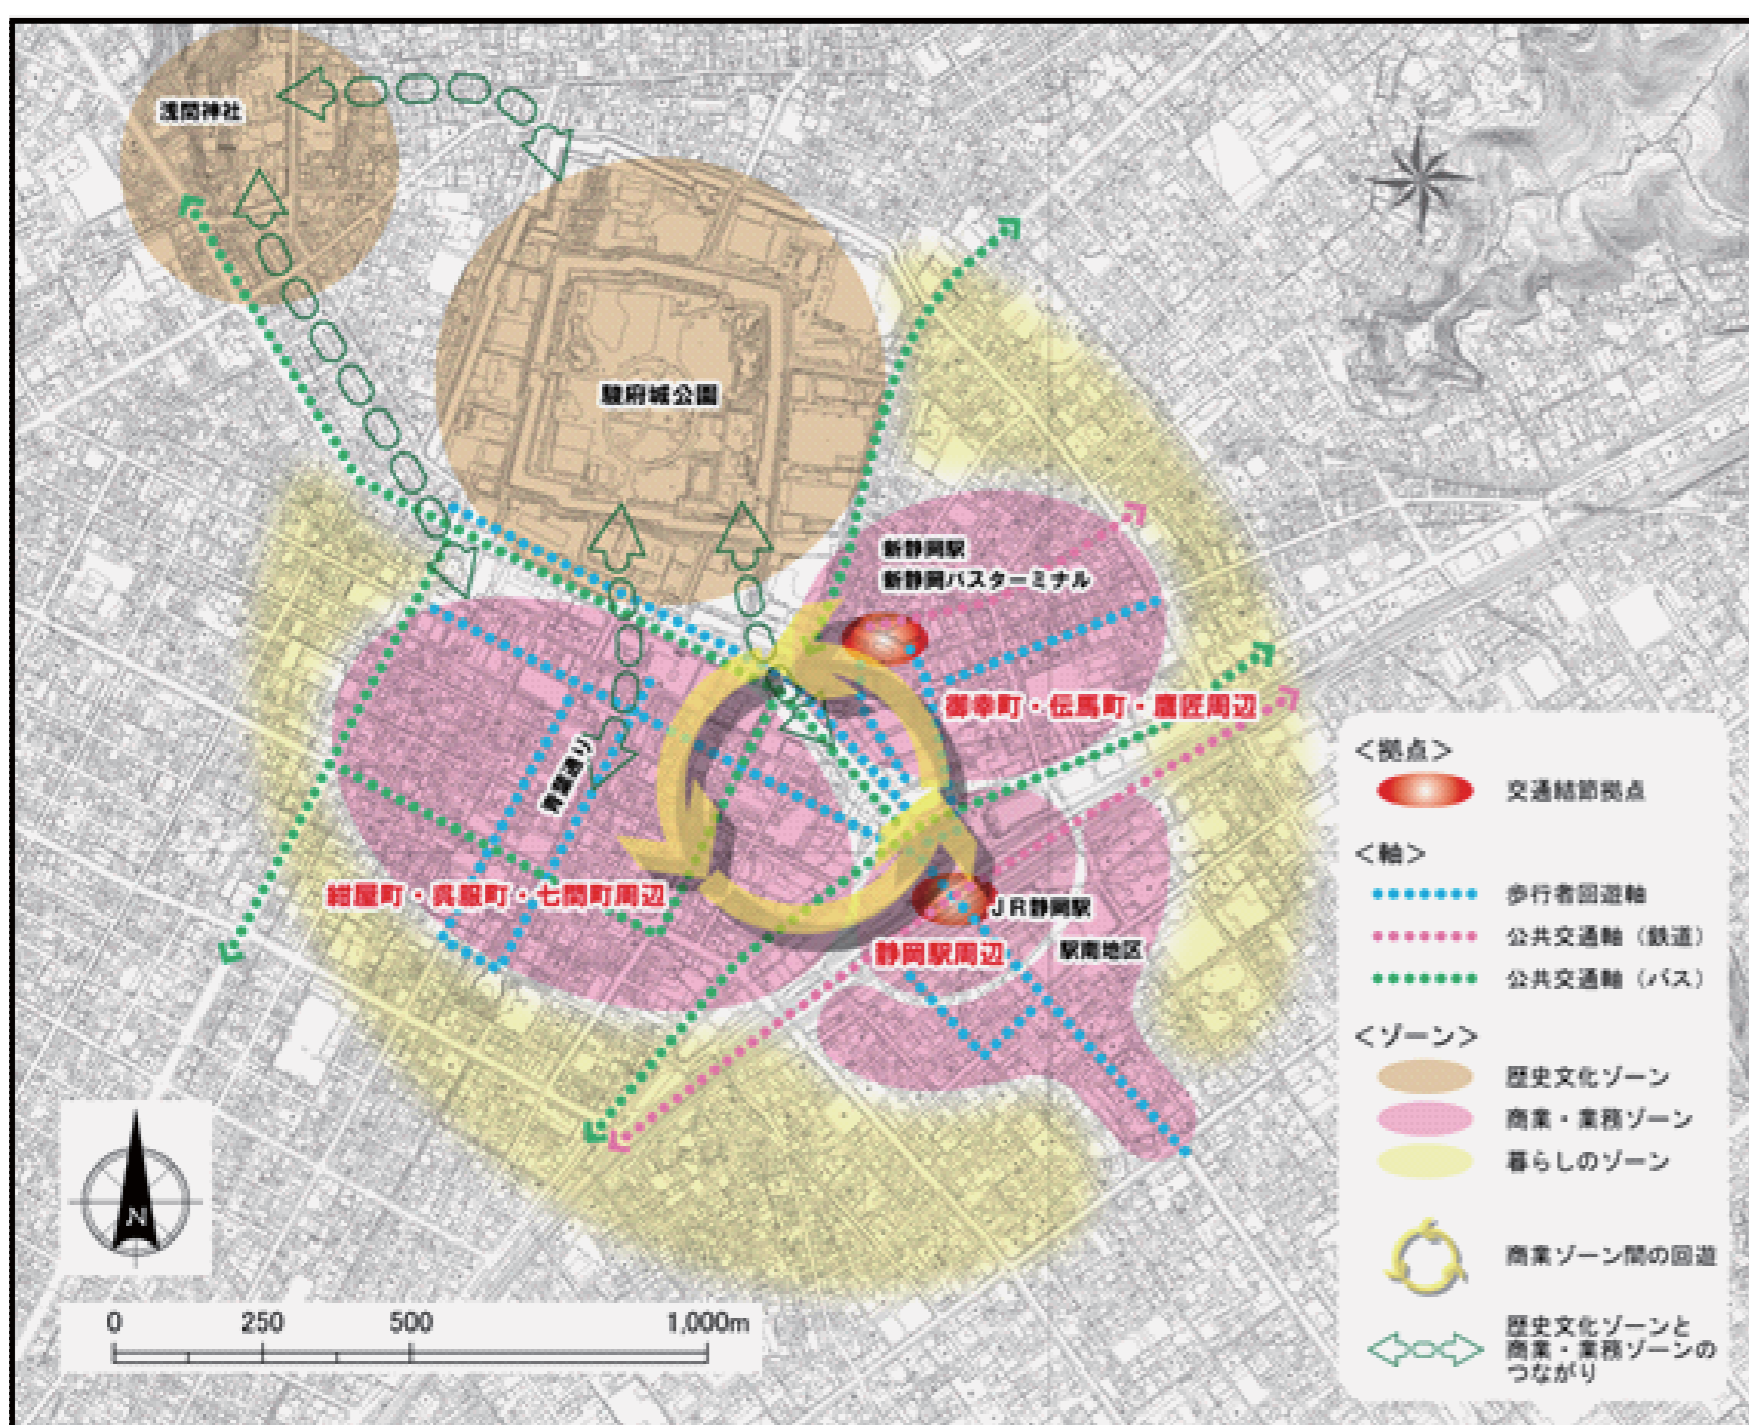 浅間神社
駿府城公園
新静岡駅
新静岡バスターミナル
御幸町・伝馬町・鷹匠周辺
青葉通り
紺屋町・呉服町・七間町周辺
JR静岡駅
静岡駅周辺
駅南地区
<拠点>
交通結節拠点
<軸>
歩行者回遊軸
公共交通軸（鉄道）
公共交通軸（バス）
<ゾーン>
歴史文化ゾーン
商業・業務ゾーン
暮らしのゾーン
商業ゾーン間の回遊
歴史文化ゾーンと
商業・業務ゾーンの
つながり
N
0 250 500 1,000m